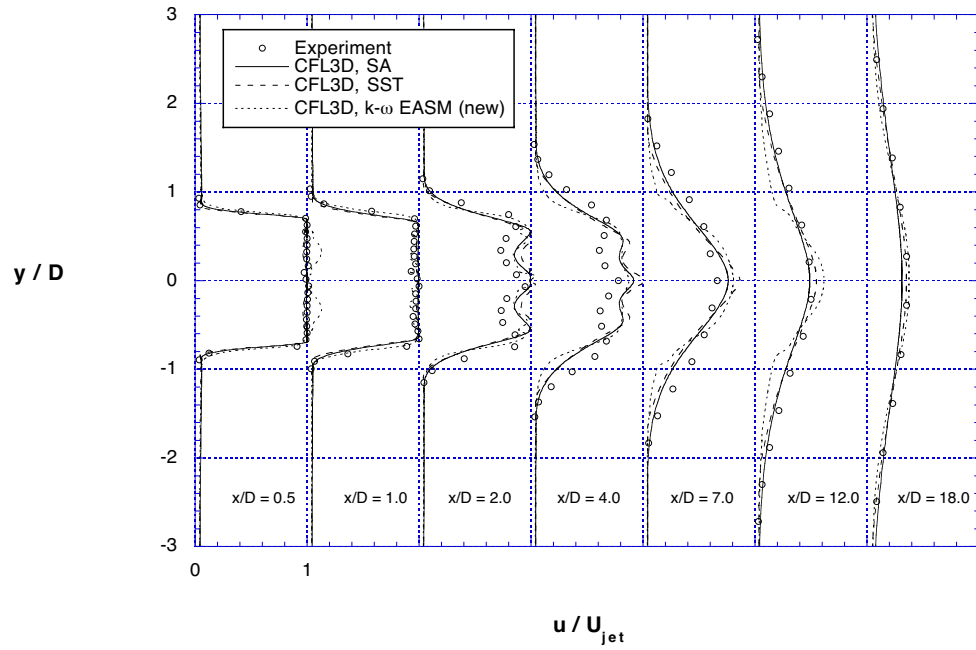 3
2
1
0
-1
-2
-3
y / D
Experiment
CFL3D, SA
CFL3D, SST
CFL3D, k-ω EASM (new)
x/D = 0.5
x/D = 1.0
x/D = 2.0
x/D = 4.0
x/D = 7.0
x/D = 12.0
x/D = 18.0
0
1
u / Ujet